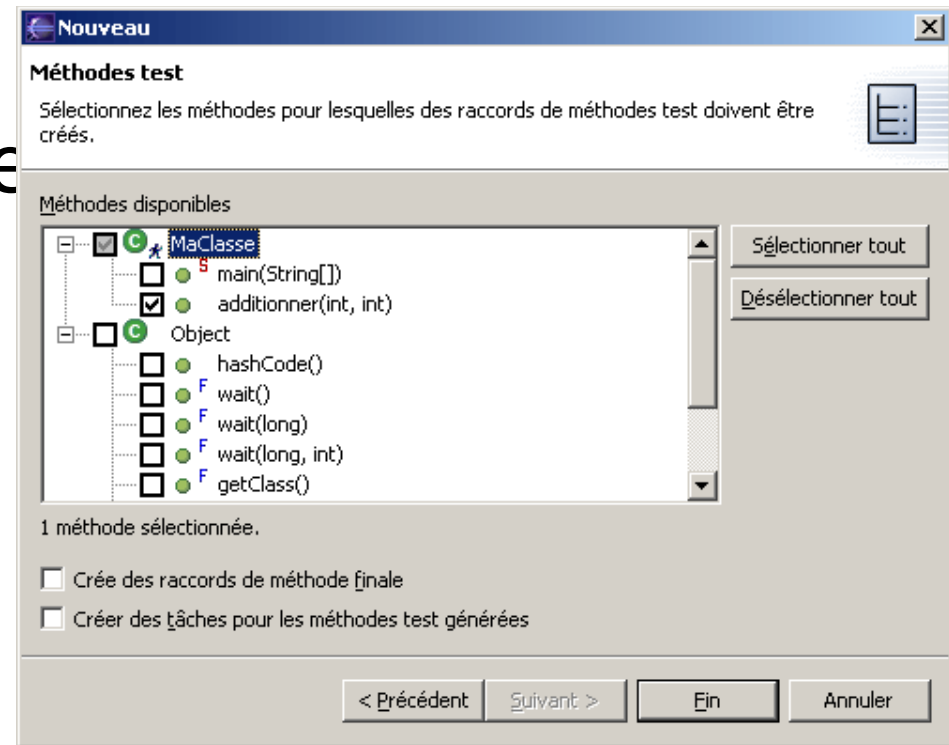 Nouveau
Méthodes test
Sélectionnez les méthodes pour lesquelles des raccords de méthodes test doivent être
créés.
e
Méthodes disponibles
MaClasse
S main(String[])
additionner(int, int)
Object
hashCode()
F wait()
F wait(long)
F wait(long, int)
F getClass()
Sélectionner tout
Désélectionner tout
1 méthode sélectionnée.
Crée des raccords de méthode finale
Créer des tâches pour les méthodes test générées
< Précédent
Suivant >
Fin
Annuler